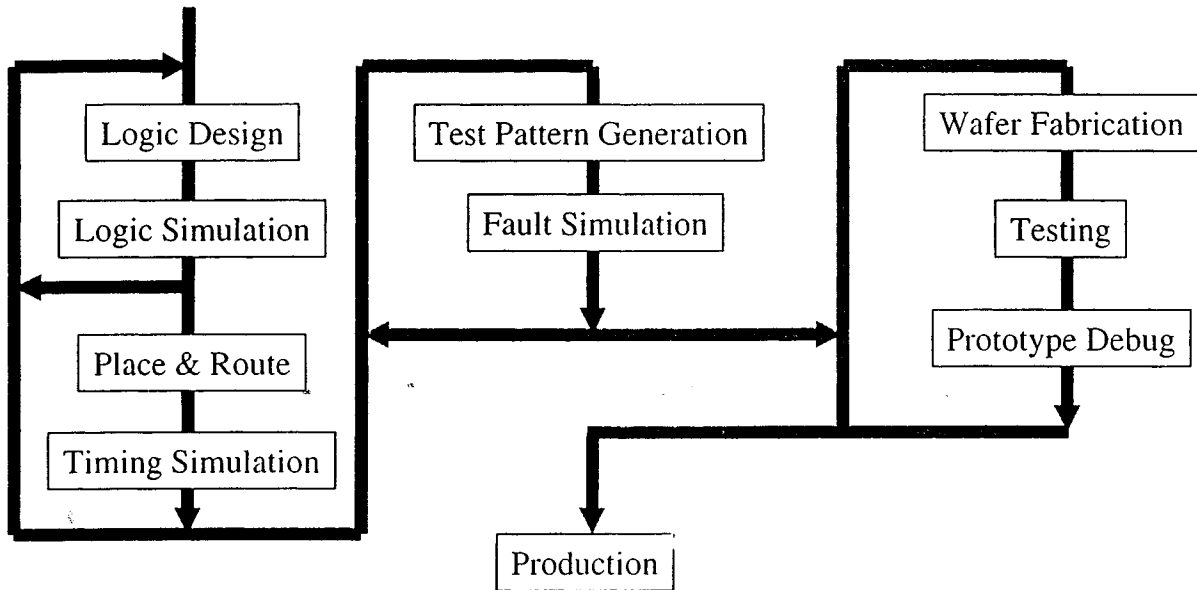 Logic Design
Logic Simulation
Place & Route
Timing Simulation
Test Pattern Generation
Fault Simulation
Wafer Fabrication
Testing
Prototype Debug
Production